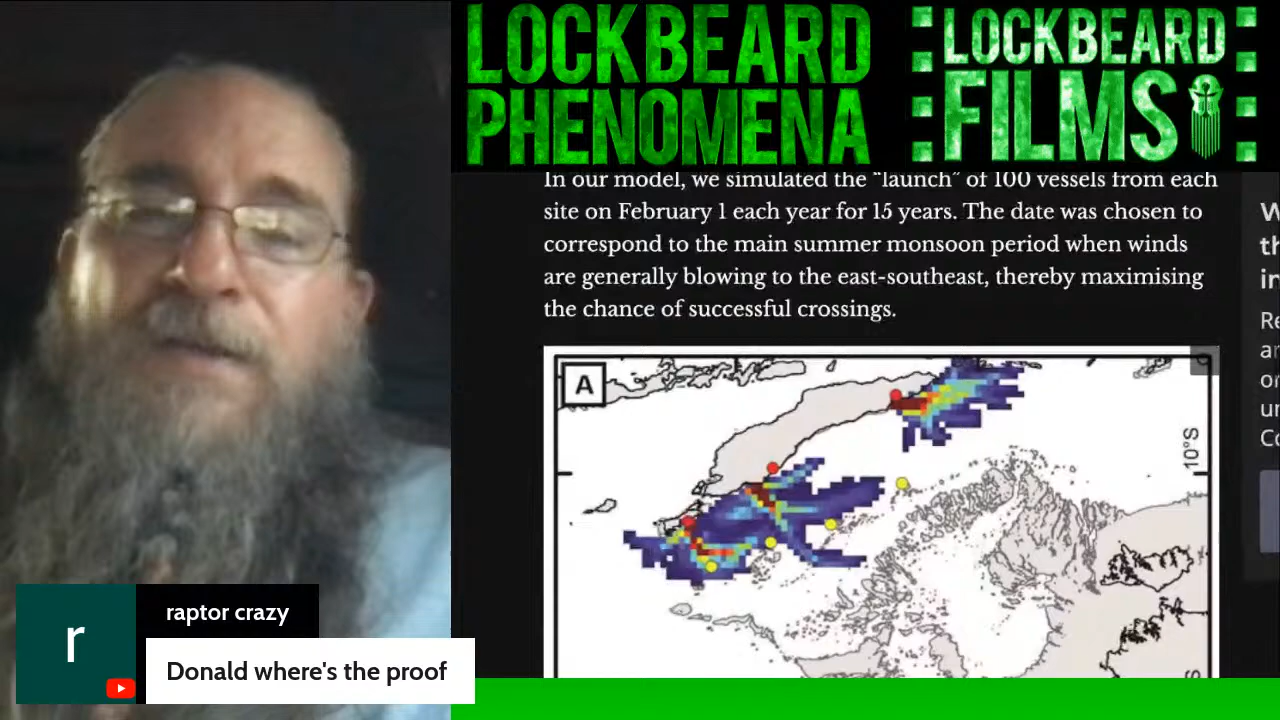 LOCKBEARD
PHENOMENA
LOCKBEARD
FILMS
In our model, we simulated the “launch” of 100 vessels from each
site on February 1 each year for 15 years. The date was chosen to
correspond to the main summer monsoon period when winds
are generally blowing to the east-southeast, thereby maximising
the chance of successful crossings.
A
10°S
r
raptor crazy
Donald where's the proof